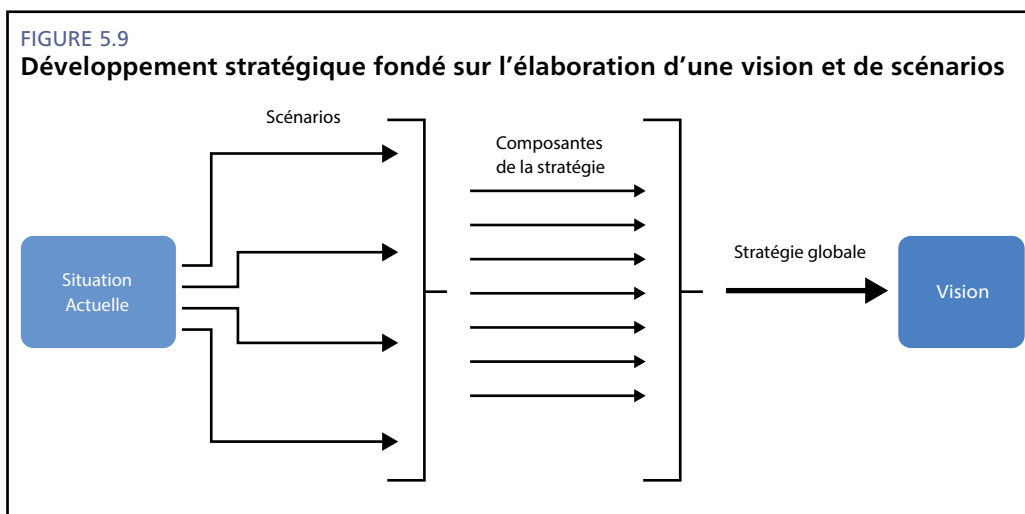 FIGURE 5.9
Développement stratégique fondé sur l’élaboration d’une vision et de scénarios
Scénarios
Composantes
de la stratégie
Situation
Actuelle
Stratégie globale
Vision